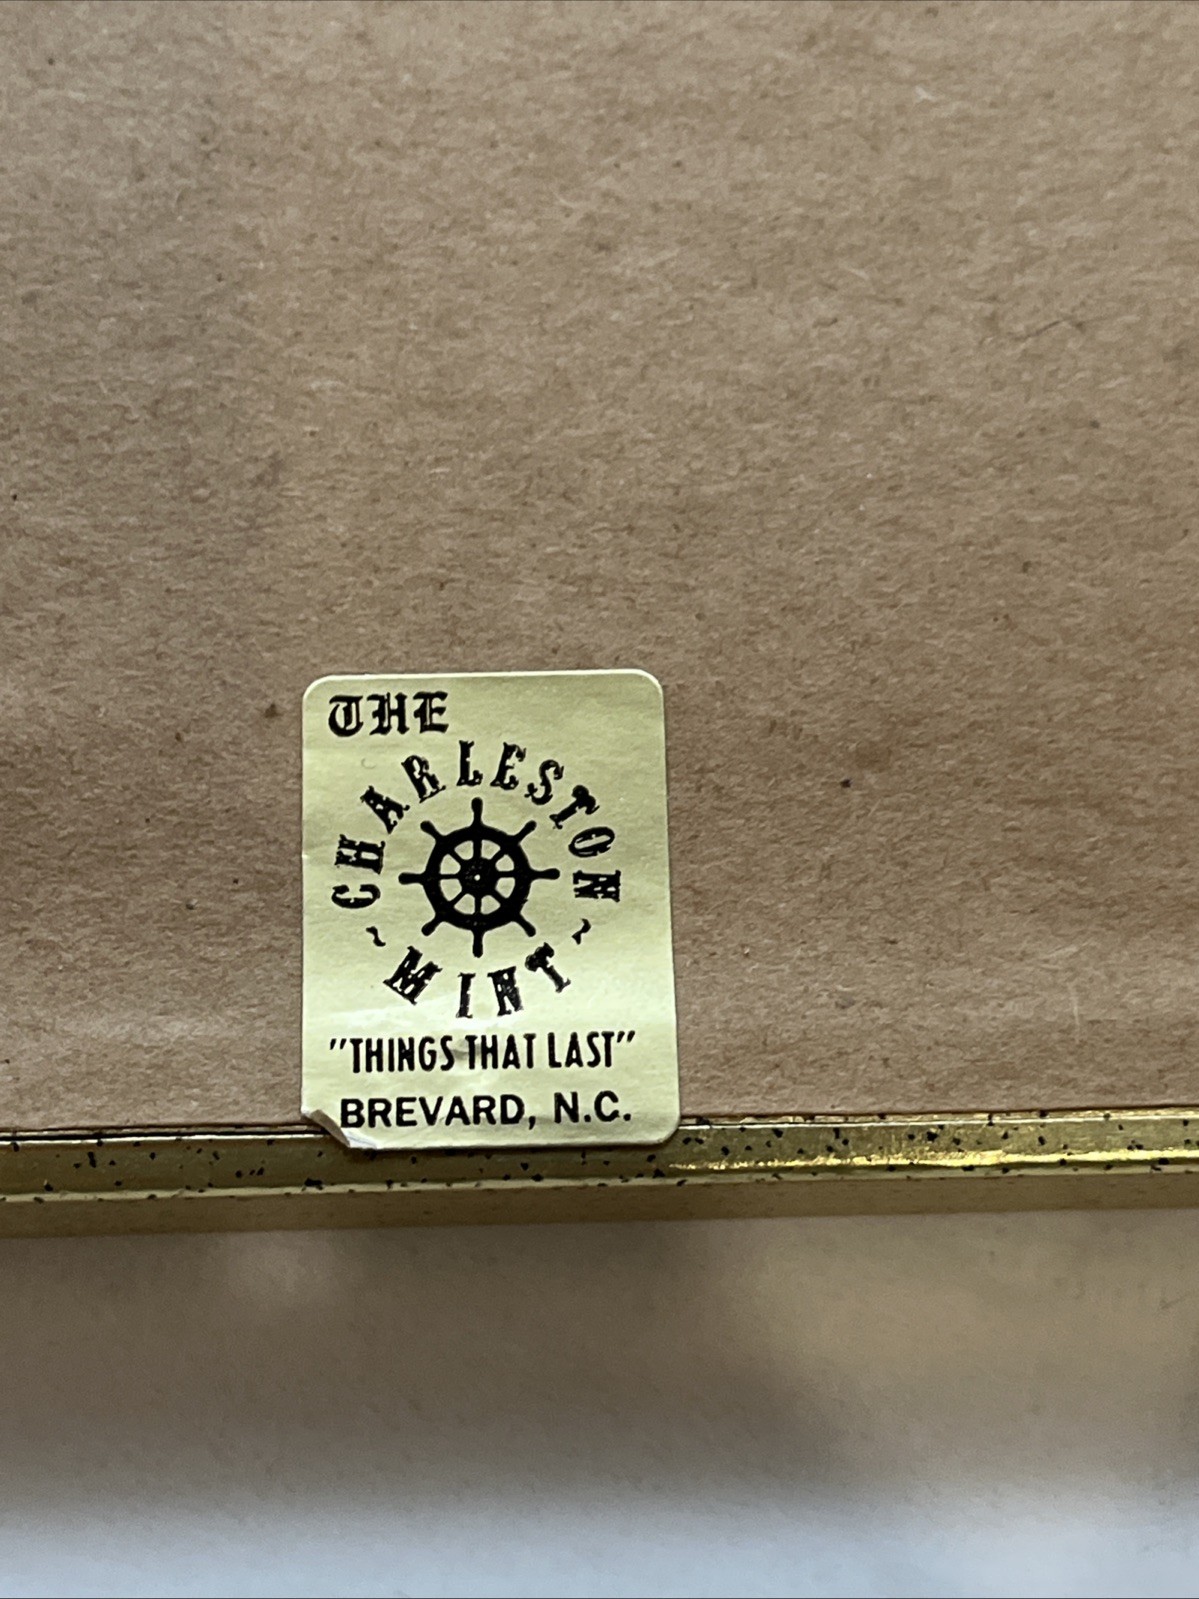 THE
CHARLESTON
~ MINT ~
"THINGS THAT LAST"
BREVARD, N.C.